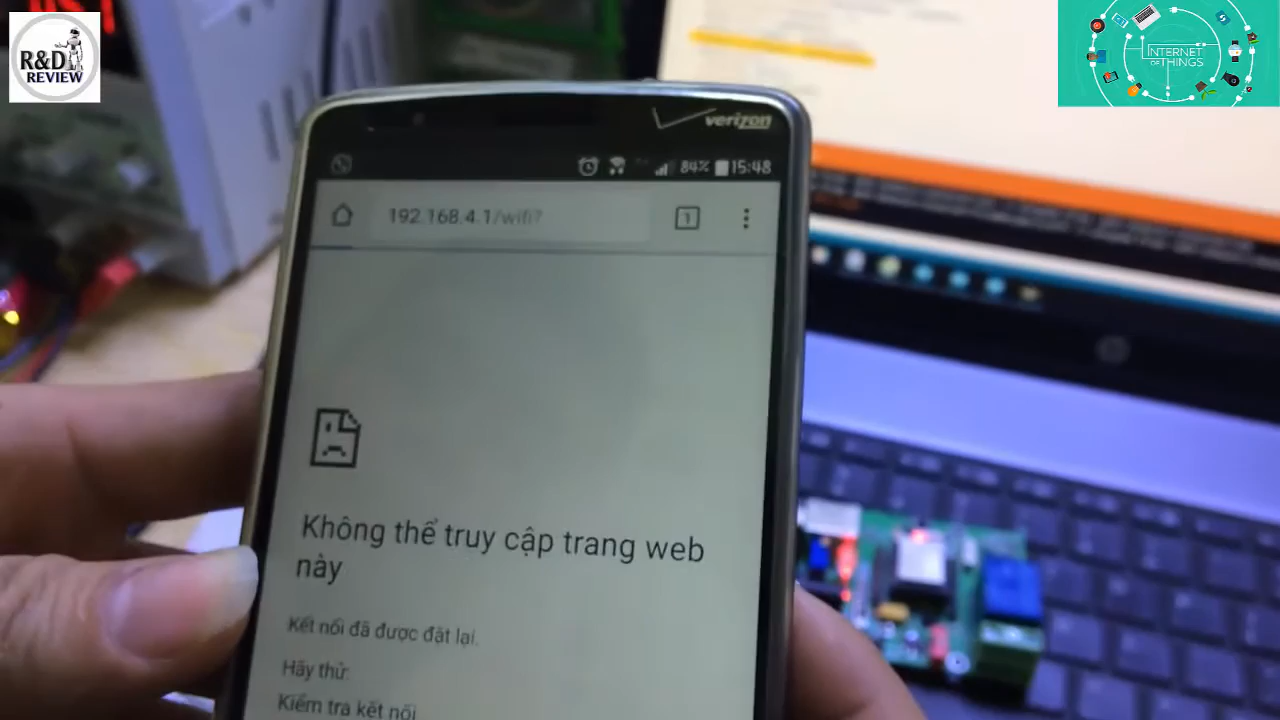 R&D
REVIEW
INTERNET
OF THINGS
verizon
84% 15:48
192.168.4.1/wifi?
1
Không thể truy cập trang web
này
Kết nối đã được đặt lại.
Hãy thử:
Kiểm tra kết nối